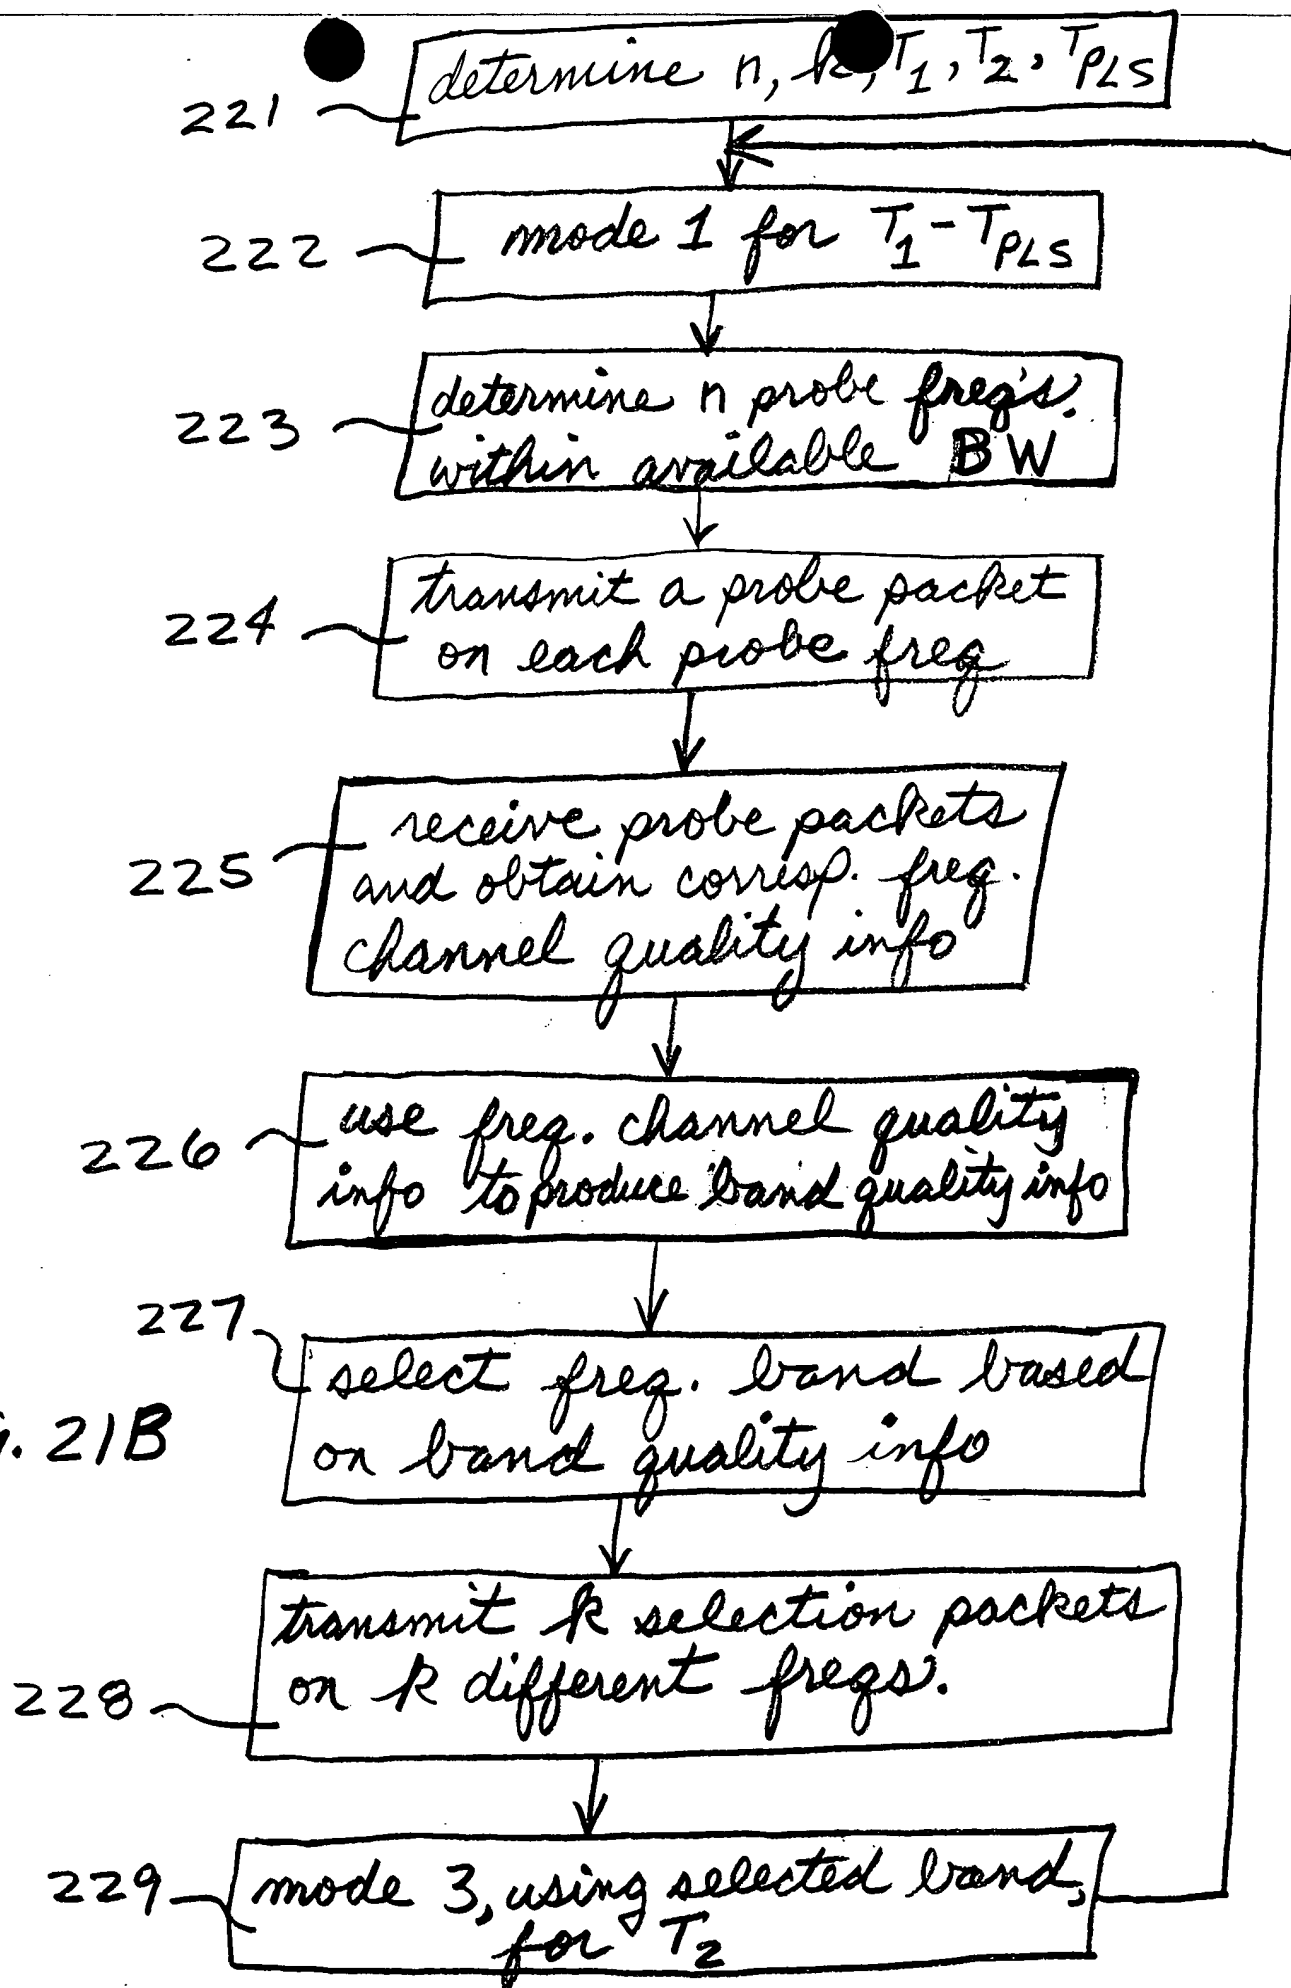 determine n, k, T1, T2, TPLS
221
222
mode 1 for T1 - TPLS
223
determine n probe freq's.
within available BW
224
transmit a probe packet
on each probe freq
225
receive probe packets
and obtain corresp. freq.
channel quality info
226
use freq. channel quality
info to produce band quality info
227
select freq. band based
on band quality info
G. 21B
228
transmit k selection packets
on k different freqs.
229
mode 3, using selected band,
for T2